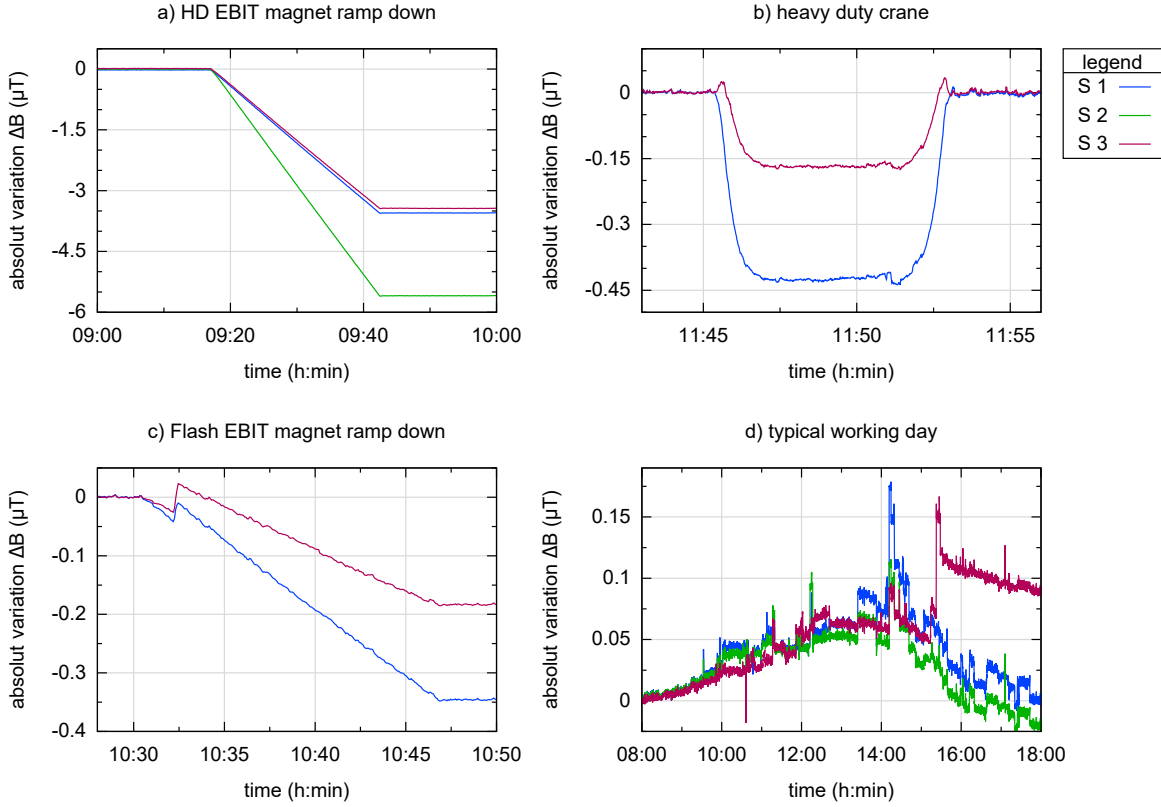 a) HD EBIT magnet ramp down
absolut variation ΔB (μT)
0
-1.5
-3
-4.5
-6
09:00 09:20 09:40 10:00
time (h:min)
b) heavy duty crane
absolut variation ΔB (μT)
0
-0.15
-0.3
-0.45
11:45 11:50 11:55
time (h:min)
legend
S 1
S 2
S 3
c) Flash EBIT magnet ramp down
absolut variation ΔB (μT)
0
-0.1
-0.2
-0.3
-0.4
10:30 10:35 10:40 10:45 10:50
time (h:min)
d) typical working day
absolut variation ΔB (μT)
0.15
0.1
0.05
0
08:00 10:00 12:00 14:00 16:00 18:00
time (h:min)